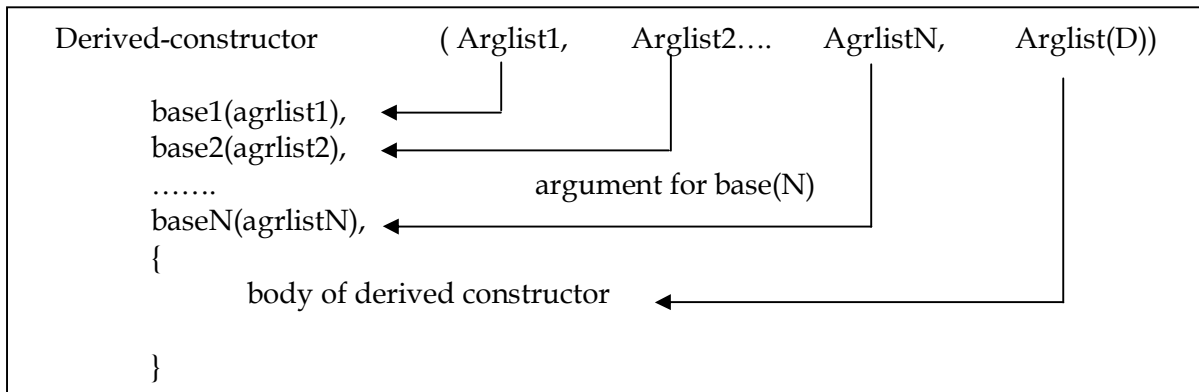 Derived-constructor ( Arglist1, Arglist2…. AgrlistN, Arglist(D))
base1(agrlist1),
base2(agrlist2),
……. argument for base(N)
baseN(agrlistN),
{
body of derived constructor
}